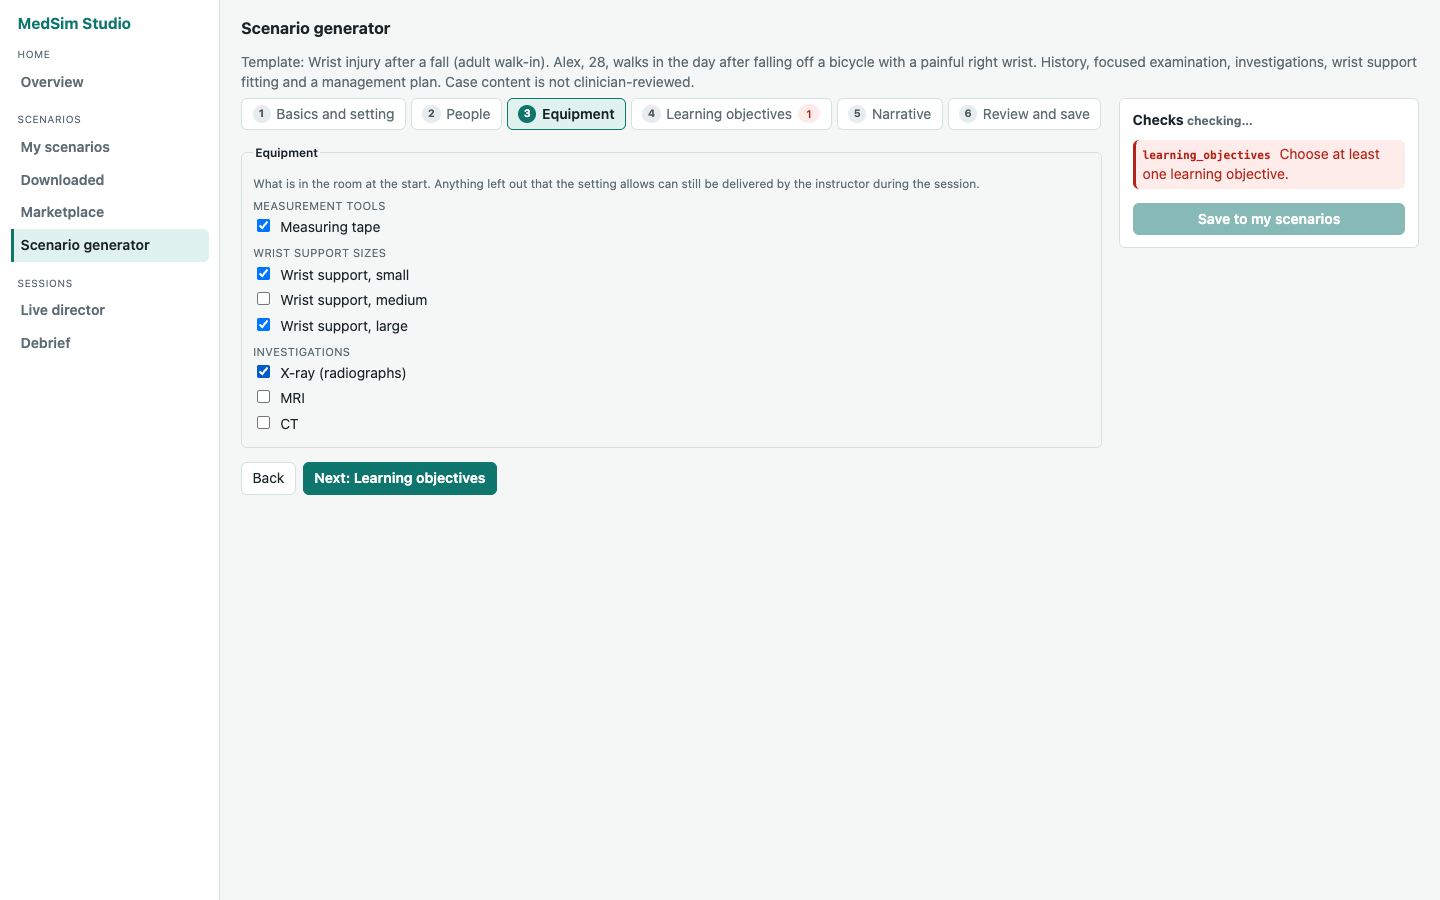 MedSim Studio
HOME
Overview
SCENARIOS
My scenarios
Downloaded
Marketplace
Scenario generator
SESSIONS
Live director
Debrief
Scenario generator
Template: Wrist injury after a fall (adult walk-in). Alex, 28, walks in the day after falling off a bicycle with a painful right wrist. History, focused examination, investigations, wrist support
fitting and a management plan. Case content is not clinician-reviewed.
1 Basics and setting
2 People
3 Equipment
4 Learning objectives 1
5 Narrative
6 Review and save
Equipment
What is in the room at the start. Anything left out that the setting allows can still be delivered by the instructor during the session.
MEASUREMENT TOOLS
Measuring tape
WRIST SUPPORT SIZES
Wrist support, small
Wrist support, medium
Wrist support, large
INVESTIGATIONS
X-ray (radiographs)
MRI
CT
Back
Next: Learning objectives
Checks checking...
learning_objectives Choose at least
one learning objective.
Save to my scenarios